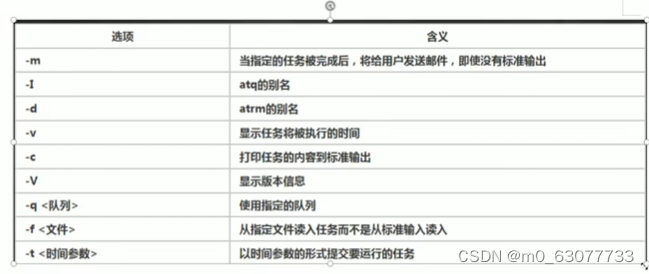 选项 含义
-m 当指定的任务被完成后，将给用户发送邮件，即使没有标准输出
-I atq的别名
-d atrm的别名
-v 显示任务将被执行的时间
-c 打印任务的内容到标准输出
-V 显示版本信息
-q <队列> 使用指定的队列
-f <文件> 从指定文件读入任务而不是从标准输入读入
-t <时间参数> 以时间参数的形式提交要运行的任务
CSDN @m0_63077733